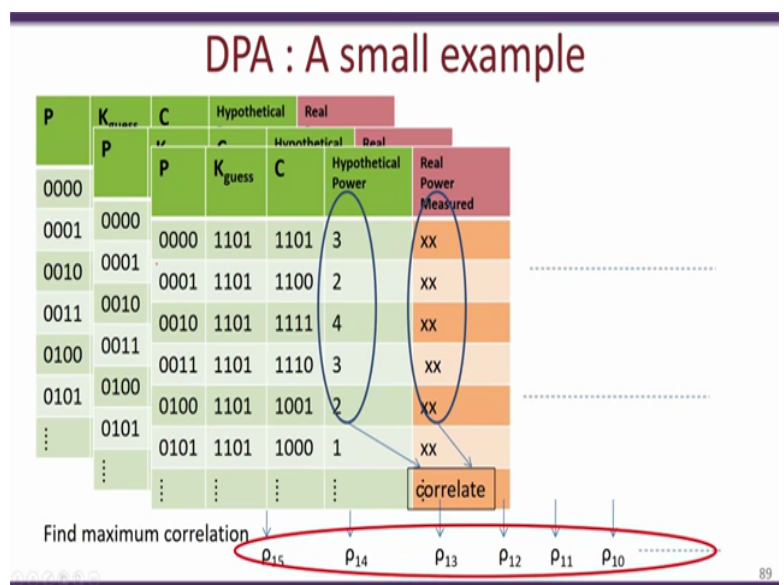 DPA : A small example
P C Hypothetical Real
P Hypothetical Real
P K guess C Hypothetical Power Real Power Measured
0000
0001
0010
0011
0100
0101
⋮
0000
0001
0010
0011
0100
0101
⋮
0000 1101 1101 3 xx
0001 1101 1100 2 xx
0010 1101 1111 4 xx
0011 1101 1110 3 xx
0100 1101 1001 2 xx
0101 1101 1000 1 xx
⋮ ⋮ ⋮ ⋮ correlate
Find maximum correlation
ρ15 ρ14 ρ13 ρ12 ρ11 ρ10
89